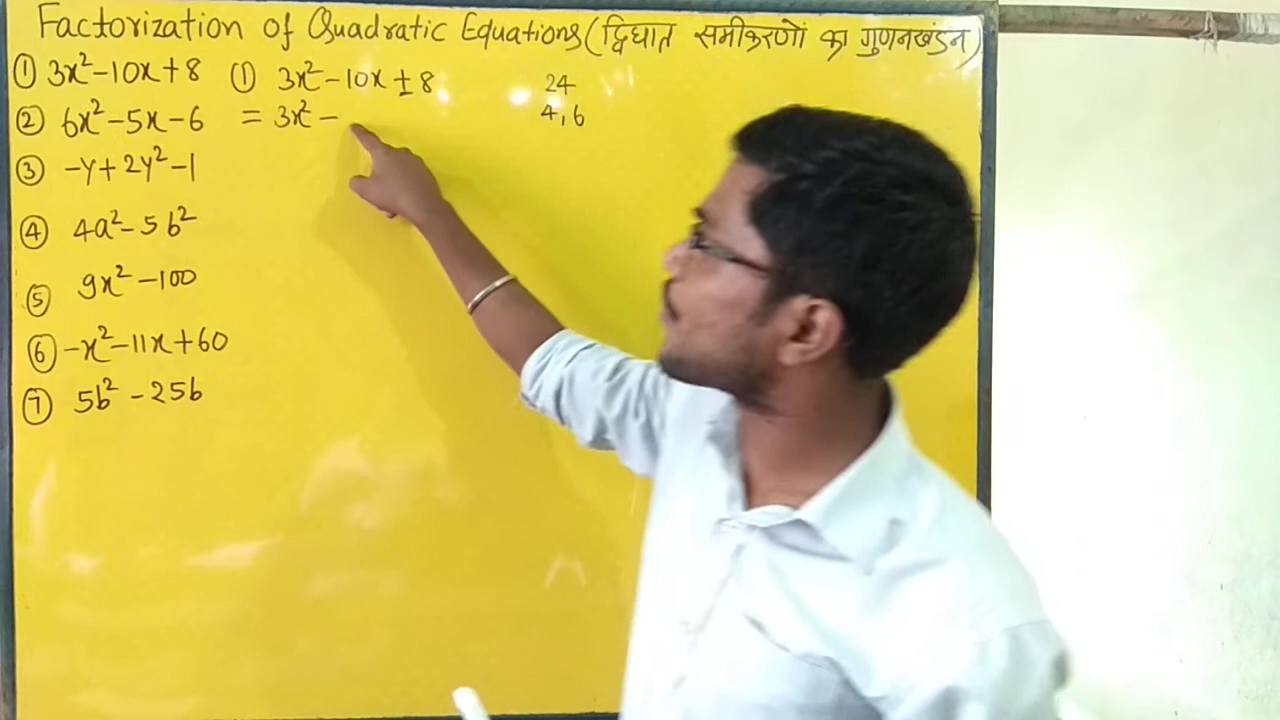 Factorization of Quadratic Equations (द्विघात समीकरणों का गुणनखंडन)
① 3x²-10x+8
② 6x²-5x-6
③ -y+2y²-1
④ 4a²-5b²
⑤ 9x²-100
⑥ -x²-11x+60
⑦ 5b²-25b
① 3x²-10x+8
= 3x²-
24
4,6